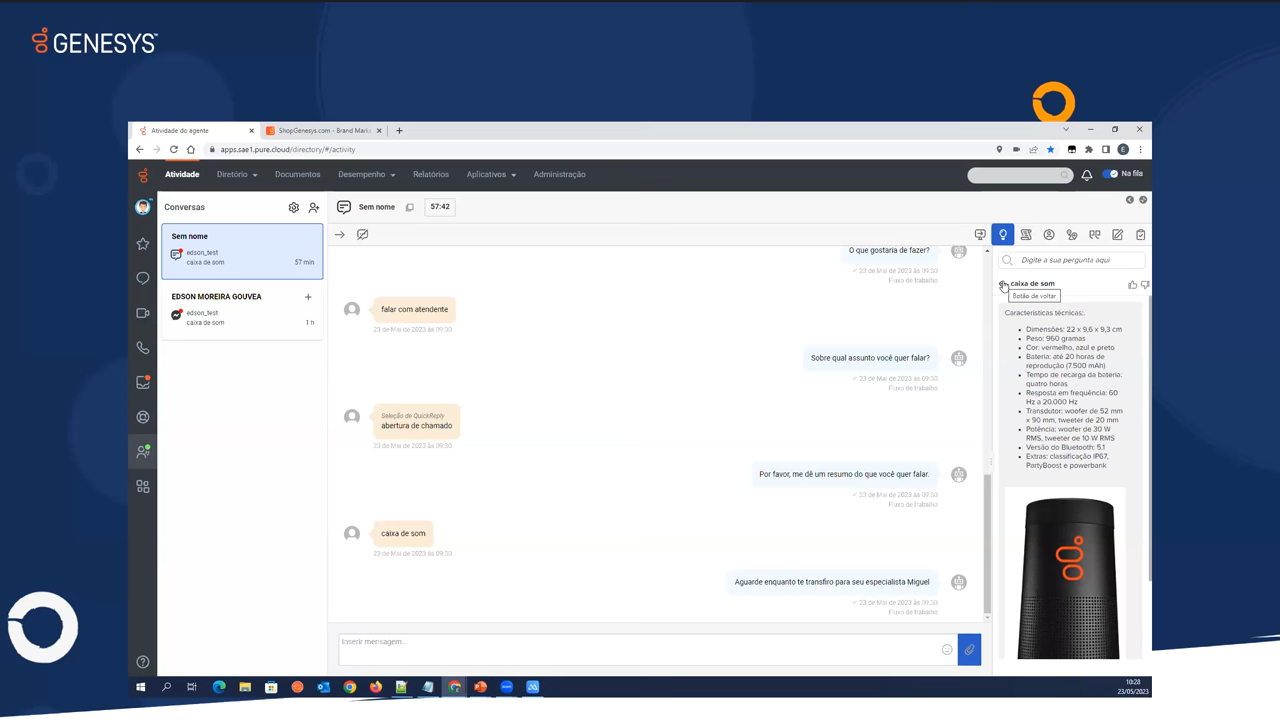 GENESYS™
Atividade do agente
ShopGenesys.com - Brand Marke
apps.sae1.pure.cloud/directory/#/activity
E
Atividade
Diretório
Documentos
Desempenho
Relatórios
Aplicativos
Administração
Na fila
Conversas
Sem nome
57:42
Sem nome
edson_test
caixa de som
57 min
EDSON MOREIRA GOUVEA
edson_test
caixa de som
1 h
O que gostaria de fazer?
23 de Mai de 2023 às 09:30
Fluxo de trabalho
falar com atendente
23 de Mai de 2023 às 09:30
Sobre qual assunto você quer falar?
23 de Mai de 2023 às 09:30
Fluxo de trabalho
Seleção de QuickReply
abertura de chamado
23 de Mai de 2023 às 09:30
Por favor, me dê um resumo do que você quer falar.
23 de Mai de 2023 às 09:30
Fluxo de trabalho
caixa de som
23 de Mai de 2023 às 09:30
Aguarde enquanto te transfiro para seu especialista Miguel
23 de Mai de 2023 às 09:30
Fluxo de trabalho
Inserir mensagem...
Digite a sua pergunta aqui
caixa de som
Botão de voltar
Características técnicas:.
Dimensões: 22 x 9,6 x 9,3 cm
Peso: 960 gramas
Cor: vermelho, azul e preto
Bateria: até 20 horas de
reprodução (7.500 mAh)
Tempo de recarga da bateria:
quatro horas
Resposta em frequência: 60
Hz a 20.000 Hz
Transdutor: woofer de 52 mm
x 90 mm, tweeter de 20 mm
Potência: woofer de 30 W
RMS, tweeter de 10 W RMS
Versão do Bluetooth: 5.1
Extras: classificação IP67,
PartyBoost e powerbank
10:28
23/05/2023